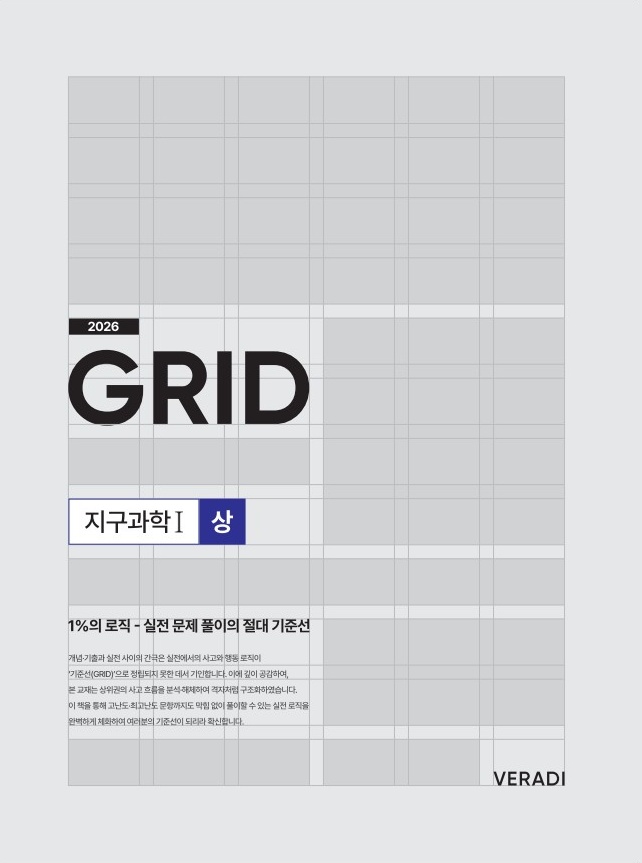 2026
GRID
지구과학Ⅰ 상
1%의 로직 - 실전 문제 풀이의 절대 기준선
개념·기출과 실전 사이의 간극은 실전에서의 사고와 행동 로직이
'기준선(GRID)'으로 정립되지 못한 데서 기인합니다. 이에 깊이 공감하여,
본 교재는 상위권의 사고 흐름을 분석·해체하여 격자처럼 구조화하였습니다.
이 책을 통해 고난도·최고난도 문항까지도 막힘 없이 풀이할 수 있는 실전 로직을
완벽하게 체화하여 여러분의 기준선이 되리라 확신합니다.
VERADI